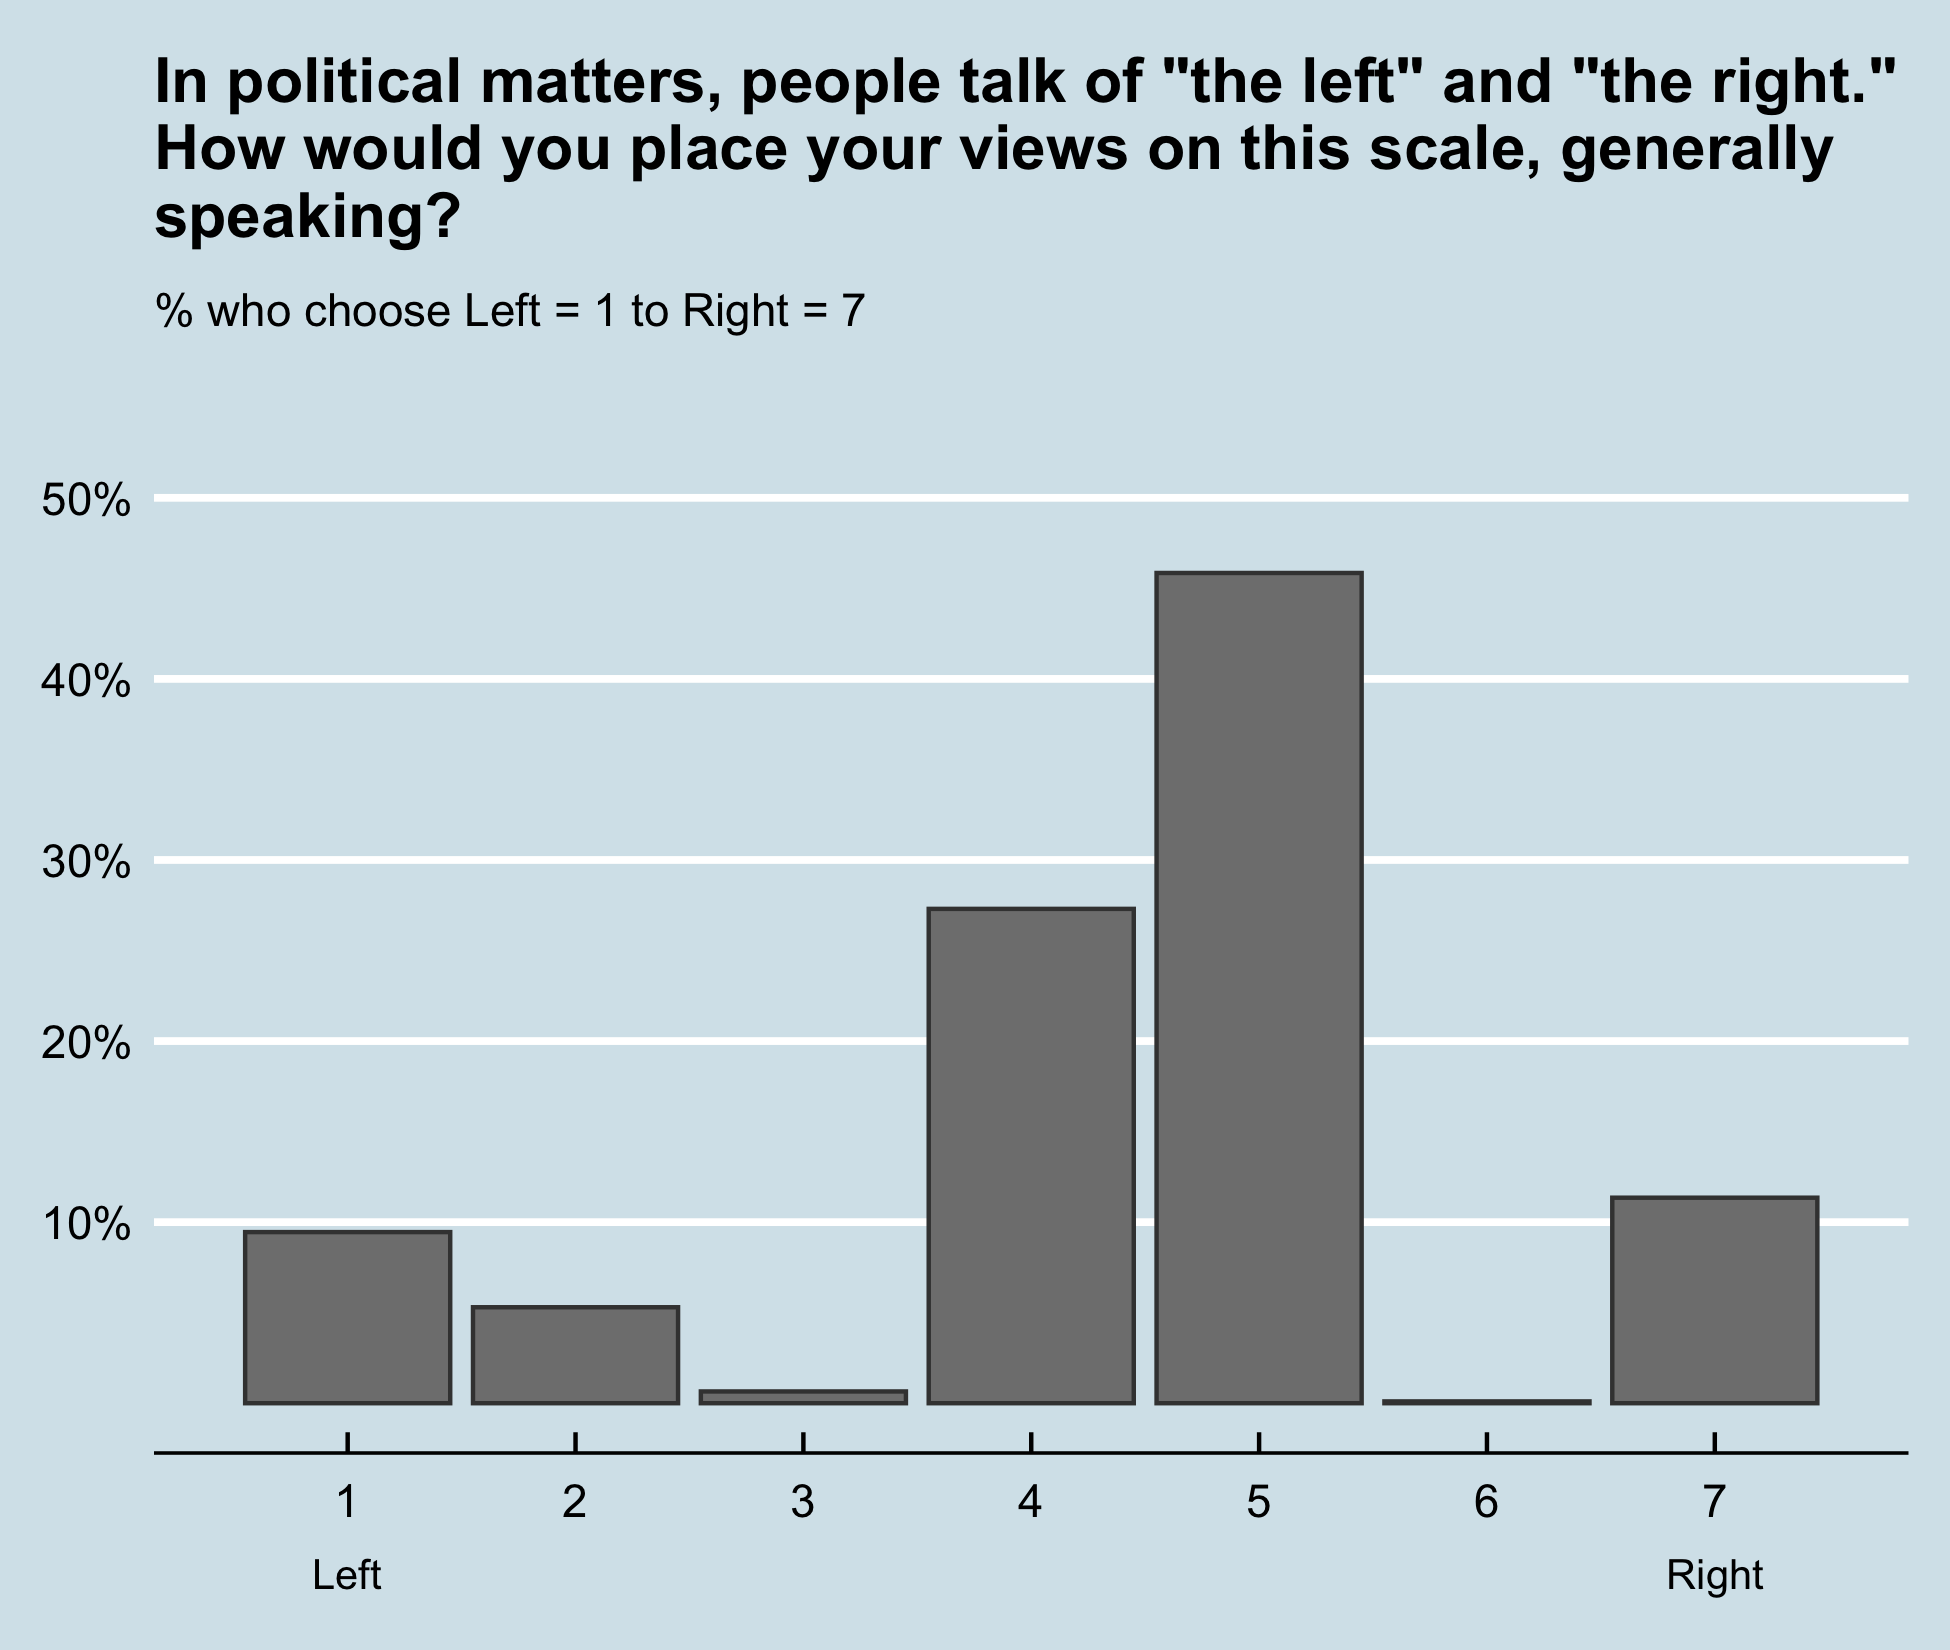 In political matters, people talk of "the left" and "the right."
How would you place your views on this scale, generally
speaking?
% who choose Left = 1 to Right = 7
50%
40%
30%
20%
10%
1 2 3 4 5 6 7
Left Right